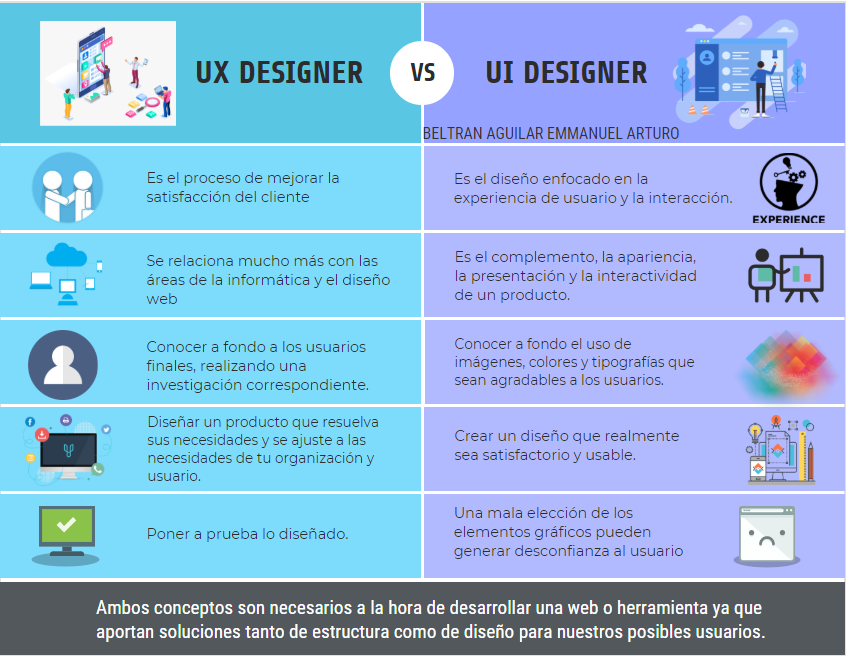 UX DESIGNER
VS
UI DESIGNER
BELTRAN AGUILAR EMMANUEL ARTURO
Es el proceso de mejorar la
satisfacción del cliente
Es el diseño enfocado en la
experiencia de usuario y la interacción.
EXPERIENCE
Se relaciona mucho más con las
áreas de la informática y el diseño
web
Es el complemento, la apariencia,
la presentación y la interactividad
de un producto.
Conocer a fondo a los usuarios
finales, realizando una
investigación correspondiente.
Conocer a fondo el uso de
imágenes, colores y tipografías que
sean agradables a los usuarios.
Diseñar un producto que resuelva
sus necesidades y se ajuste a las
necesidades de tu organización y
usuario.
Crear un diseño que realmente
sea satisfactorio y usable.
Poner a prueba lo diseñado.
Una mala elección de los
elementos gráficos pueden
generar desconfianza al usuario
Ambos conceptos son necesarios a la hora de desarrollar una web o herramienta ya que
aportan soluciones tanto de estructura como de diseño para nuestros posibles usuarios.